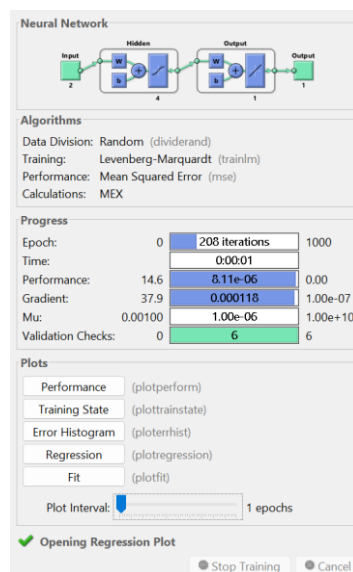 Neural Network
Hidden Output
Input Output
W W
b b
2 4 1 1
Algorithms
Data Division: Random (dividerand)
Training: Levenberg-Marquardt (trainlm)
Performance: Mean Squared Error (mse)
Calculations: MEX
Progress
Epoch: 0 208 iterations 1000
Time: 0:00:01
Performance: 14.6 8.11e-06 0.00
Gradient: 37.9 0.000118 1.00e-07
Mu: 0.00100 1.00e-06 1.00e+10
Validation Checks: 0 6 6
Plots
Performance (plotperform)
Training State (plottrainstate)
Error Histogram (ploterrhist)
Regression (plotregression)
Fit (plotfit)
Plot Interval: 1 epochs
Opening Regression Plot
Stop Training Cancel